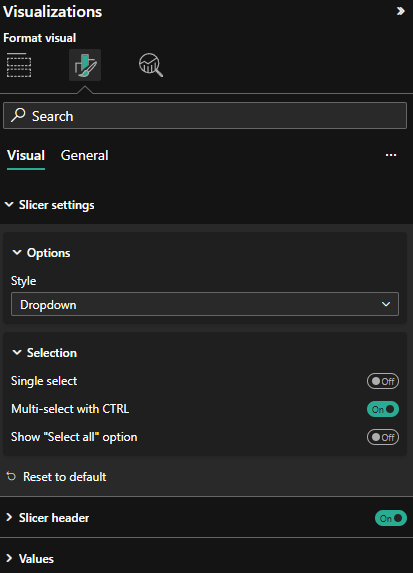 Visualizations
Format visual
Search
Visual General ...
Slicer settings
Options
Style
Dropdown
Selection
Single select Off
Multi-select with CTRL On
Show "Select all" option Off
Reset to default
Slicer header On
Values